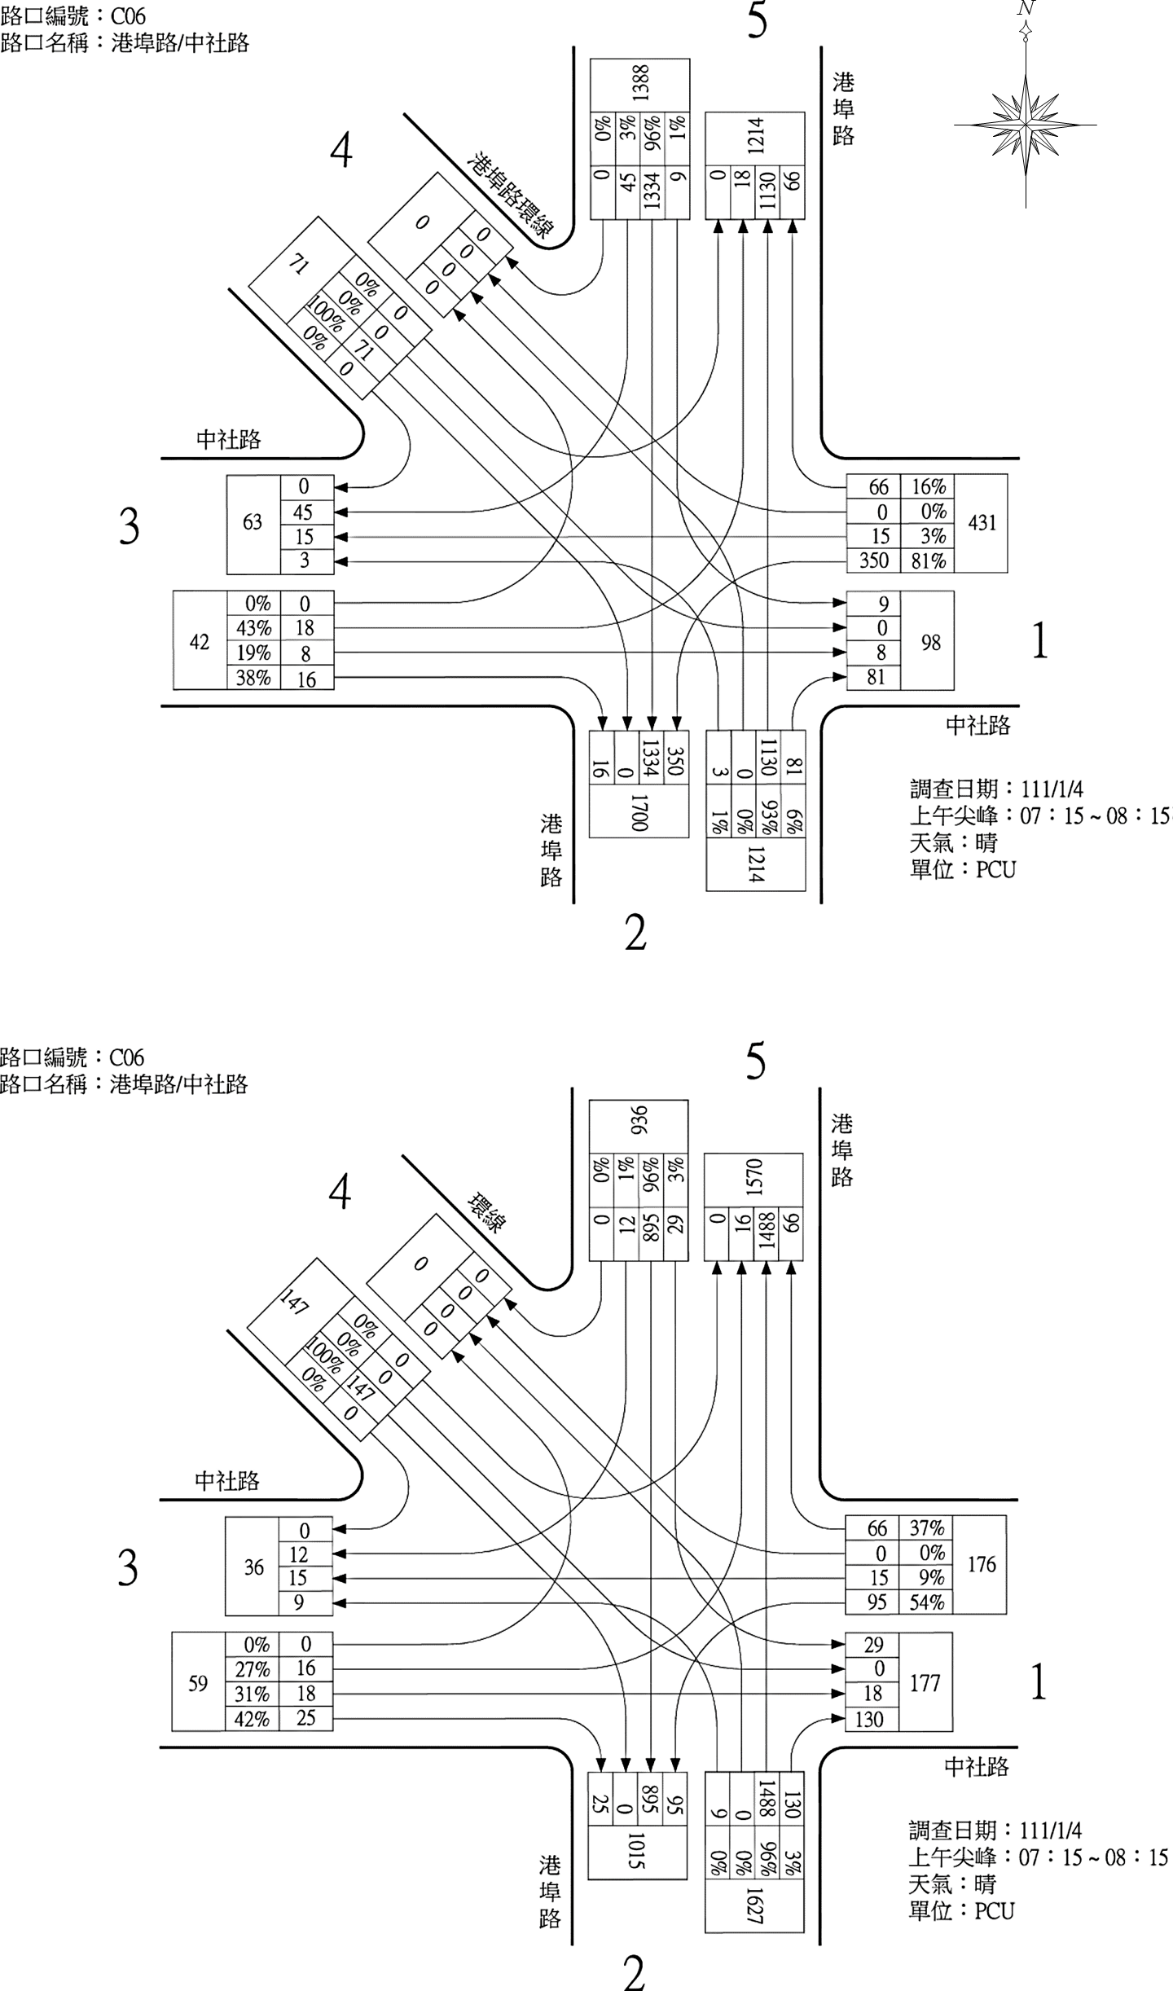 路口編號：C06
路口名稱：港埠路/中社路
N
5
4
港埠路環線
港埠路
1388
0% 3% 96% 1%
0 45 1334 9
1214
0 18 1130 66
0
0 0 0 0
71
0% 0% 100% 0%
0 0 71 0
中社路
3
63
0
45
15
3
66 16%
0 0%
15 3%
350 81%
431
42
0% 0
43% 18
19% 8
38% 16
9
0
8
81
98
1
中社路
16 0 1334 350
1700
3 0 1130 81
1% 0% 93% 6%
1214
港埠路
2
調查日期：111/1/4
上午尖峰：07：15～08：15
天氣：晴
單位：PCU
路口編號：C06
路口名稱：港埠路/中社路
5
4
環線
港埠路
936
0% 1% 96% 3%
0 12 895 29
1570
0 16 1488 66
0
0 0 0 0
147
0% 0% 100% 0%
0 0 147 0
中社路
3
36
0
12
15
9
66 37%
0 0%
15 9%
95 54%
176
59
0% 0
27% 16
31% 18
42% 25
29
0
18
130
177
1
中社路
25 0 895 95
1015
9 0 1488 130
0% 0% 96% 3%
1627
港埠路
2
調查日期：111/1/4
上午尖峰：07：15～08：15
天氣：晴
單位：PCU